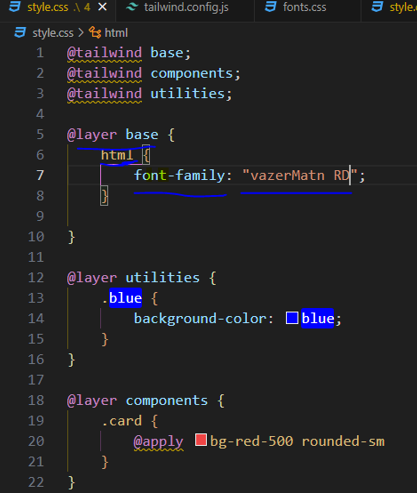 style.css .\ 4 tailwind.config.js fonts.css style.c
style.css > html
1 @tailwind base;
2 @tailwind components;
3 @tailwind utilities;
4
5 @layer base {
6 html {
7 font-family: "vazerMatn RD";
8 }
9
10 }
11
12 @layer utilities {
13 .blue {
14 background-color: blue;
15 }
16 }
17
18 @layer components {
19 .card {
20 @apply bg-red-500 rounded-sm
21 }
22 }